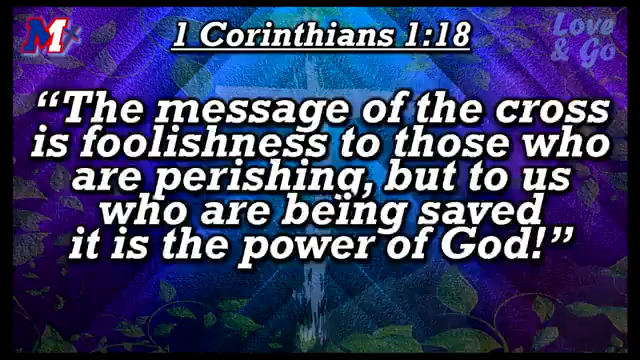 M
1 Corinthians 1:18
Love
& Go
“The message of the cross
is foolishness to those who
are perishing, but to us
who are being saved
it is the power of God!”